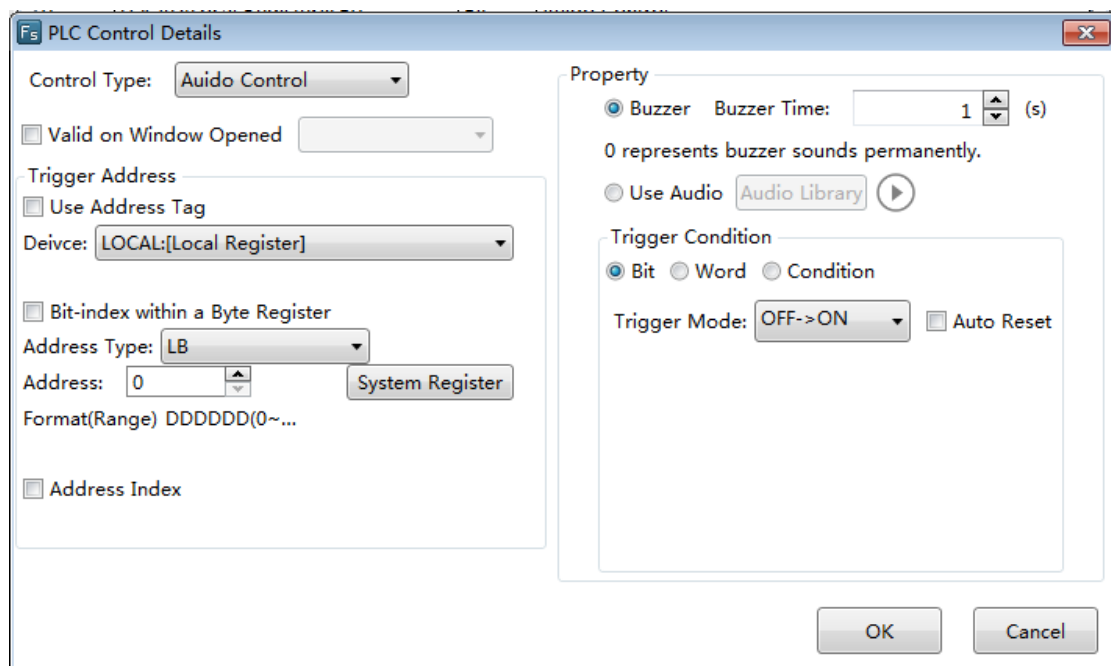 Fs PLC Control Details
Control Type: Auido Control
Valid on Window Opened
Trigger Address
Use Address Tag
Deivce: LOCAL:[Local Register]
Bit-index within a Byte Register
Address Type: LB
Address: 0 System Register
Format(Range) DDDDDD(0~...
Address Index
Property
Buzzer Buzzer Time: 1 (s)
0 represents buzzer sounds permanently.
Use Audio Audio Library
Trigger Condition
Bit Word Condition
Trigger Mode: OFF->ON Auto Reset
OK Cancel